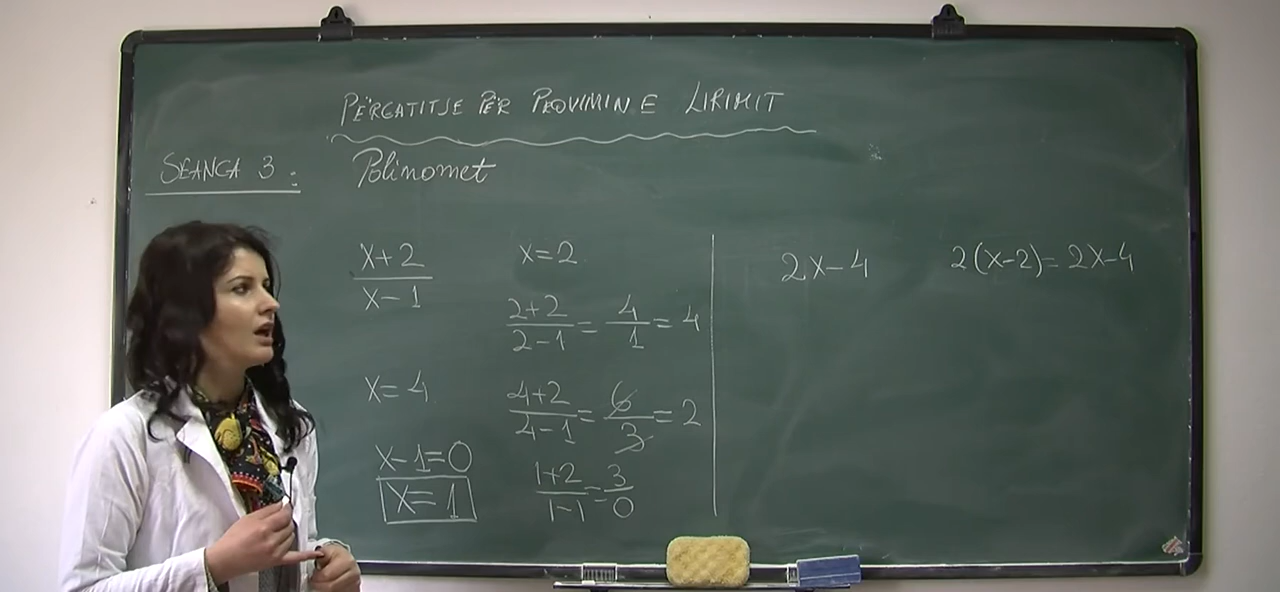 PËRGATITJE PËR PROVIMIN E LIRIMIT
SEANCA 3:
Polinomet
x+2
x-1
x=2
2+2/2-1 = 4/1 = 4
x=4
4+2/4-1 = 6/3 = 2
x-1=0
x=1
1+2/1-1 = 3/0
2x-4
2(x-2)=2x-4